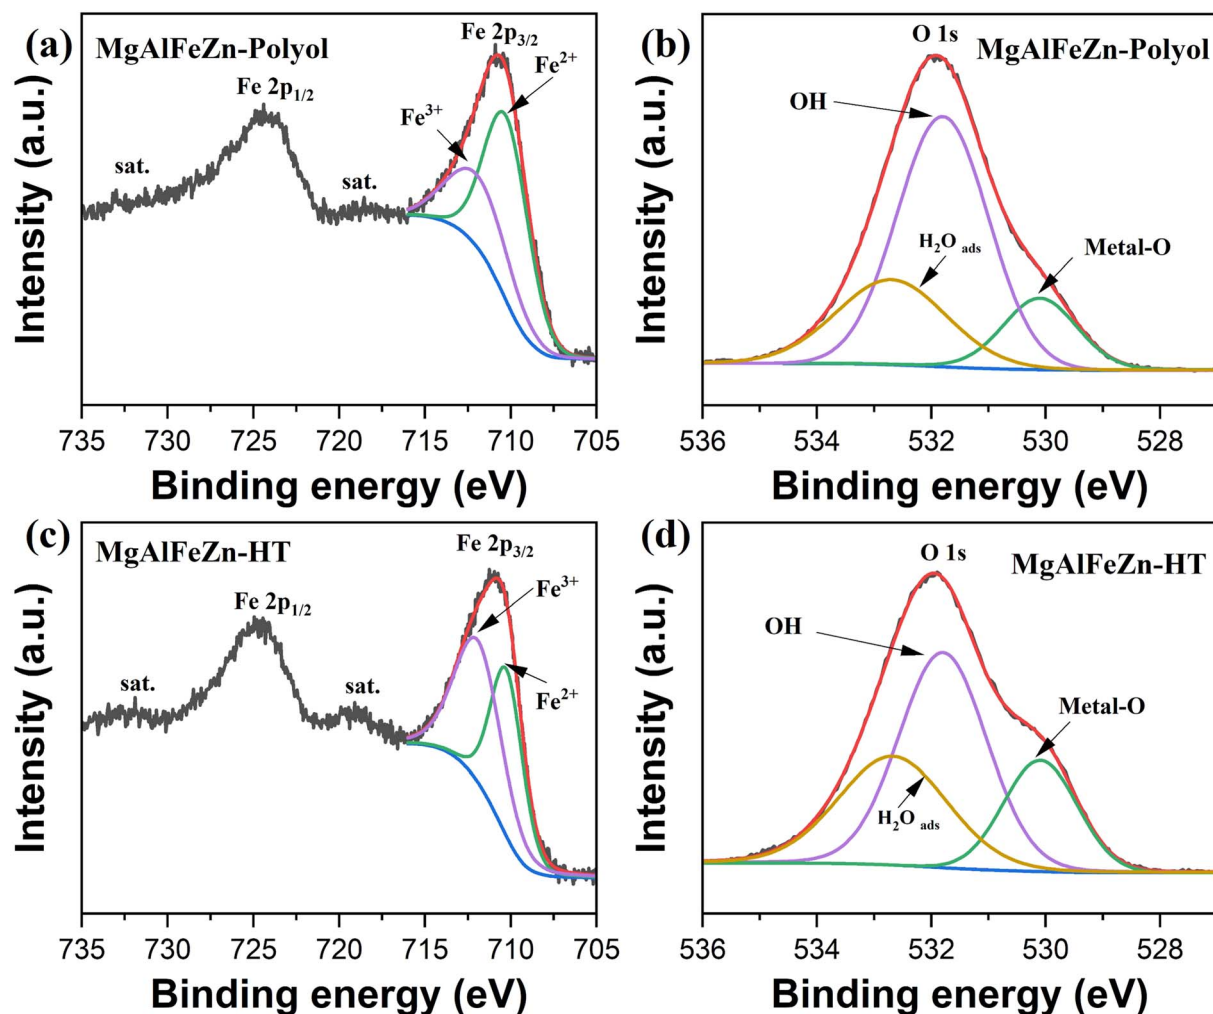 (a) MgAlFeZn-Polyol
Fe 2p3/2
Fe 2p1/2
Fe2+
Fe3+
sat.
sat.
Intensity (a.u.)
735 730 725 720 715 710 705
Binding energy (eV)
(b) O 1s MgAlFeZn-Polyol
OH
H2O ads
Metal-O
Intensity (a.u.)
536 534 532 530 528
Binding energy (eV)
(c) MgAlFeZn-HT
Fe 2p3/2
Fe 2p1/2
Fe3+
Fe2+
sat.
sat.
Intensity (a.u.)
735 730 725 720 715 710 705
Binding energy (eV)
(d) O 1s MgAlFeZn-HT
OH
Metal-O
H2O ads
Intensity (a.u.)
536 534 532 530 528
Binding energy (eV)